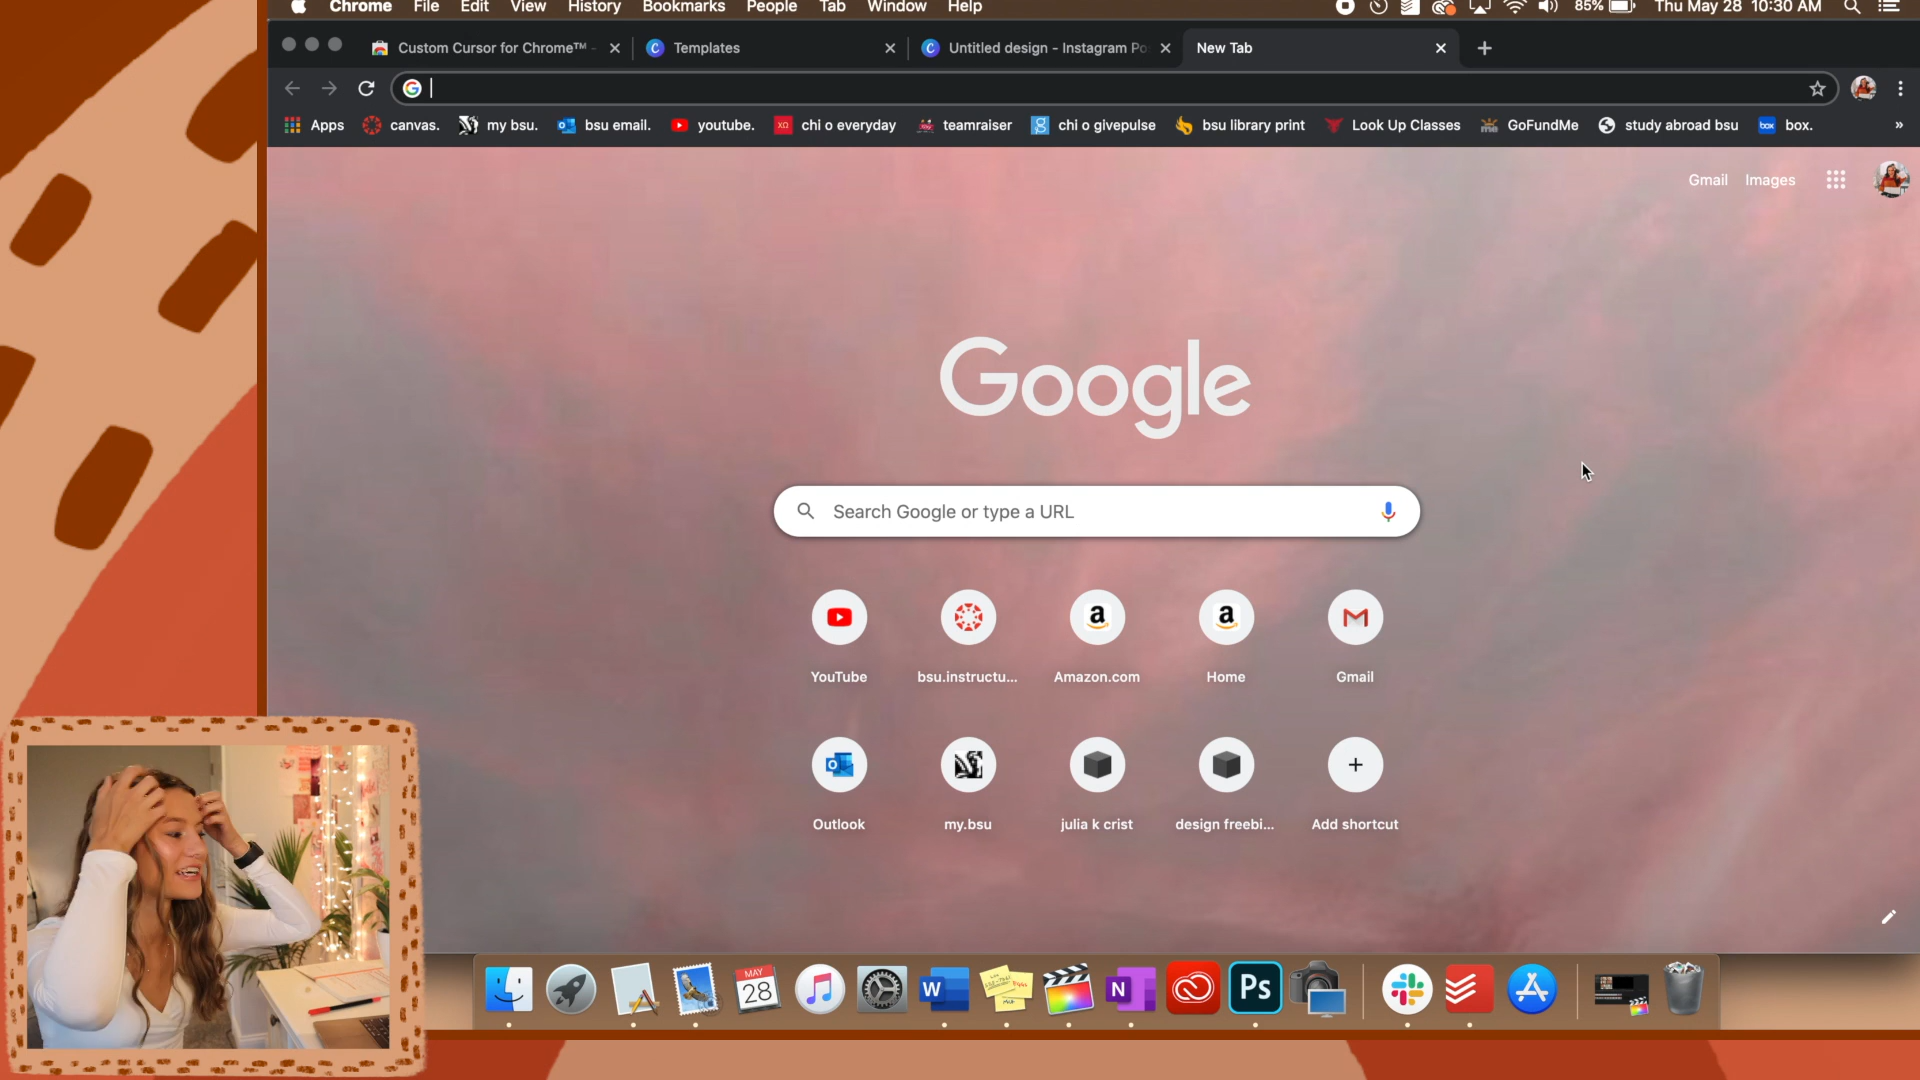 Chrome File Edit View History Bookmarks People Tab Window Help 85% Thu May 28 10:30 AM
Custom Cursor for Chrome™ - Templates Untitled design - Instagram Po New Tab
Apps canvas. my bsu. bsu email. youtube. chi o everyday teamraiser chi o givepulse bsu library print Look Up Classes GoFundMe study abroad bsu box. »
Gmail Images
Google
Search Google or type a URL
YouTube bsu.instructu... Amazon.com Home Gmail
Outlook my.bsu julia k crist design freebi... Add shortcut
MAY
28
W
N
Ps